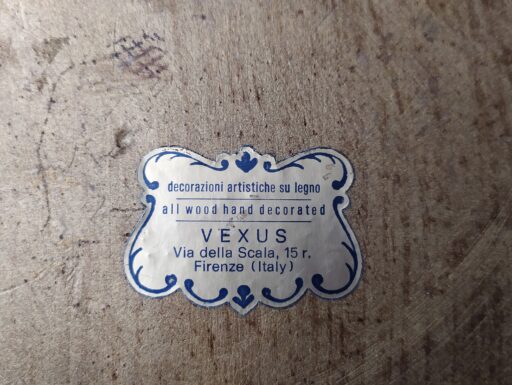 decorazioni artistiche su legno
all wood hand decorated
VEXUS
Via della Scala, 15 r.
Firenze (Italy)